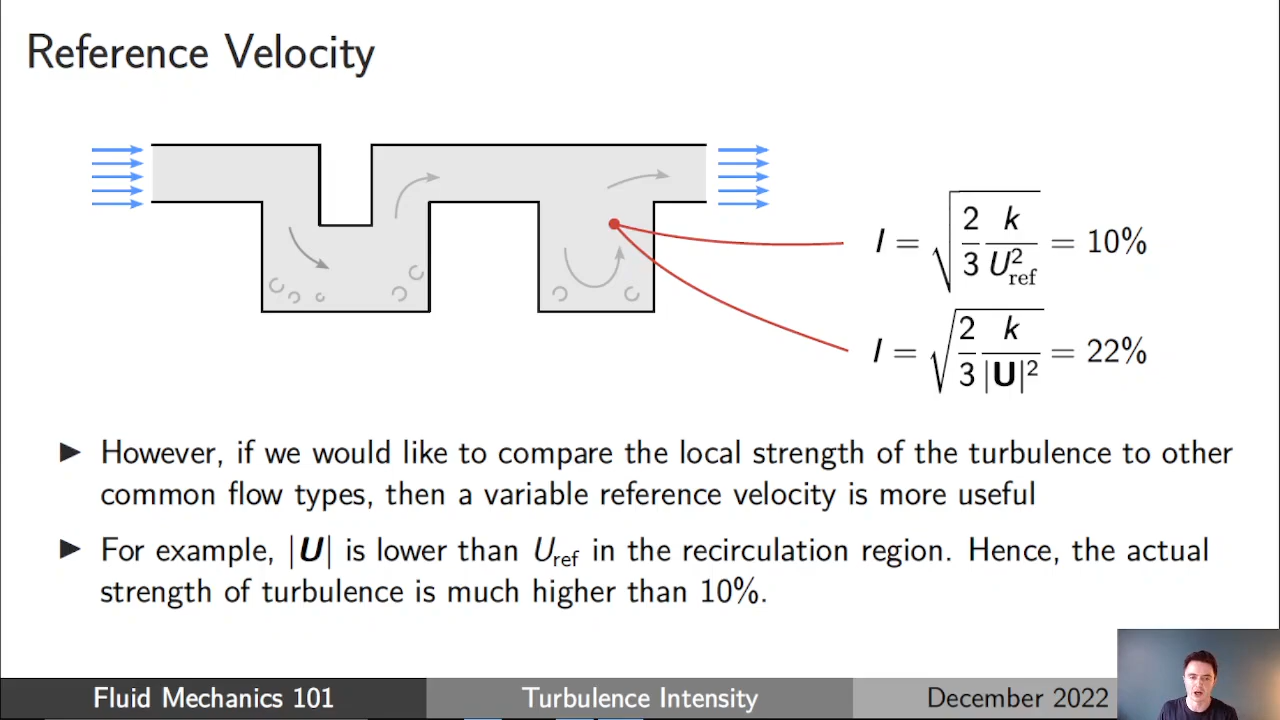 Reference Velocity
I = √(2/3 k/U²ref) = 10%
I = √(2/3 k/|U|²) = 22%
▶ However, if we would like to compare the local strength of the turbulence to other
common flow types, then a variable reference velocity is more useful
▶ For example, |U| is lower than Uref in the recirculation region. Hence, the actual
strength of turbulence is much higher than 10%.
Fluid Mechanics 101
Turbulence Intensity
December 2022